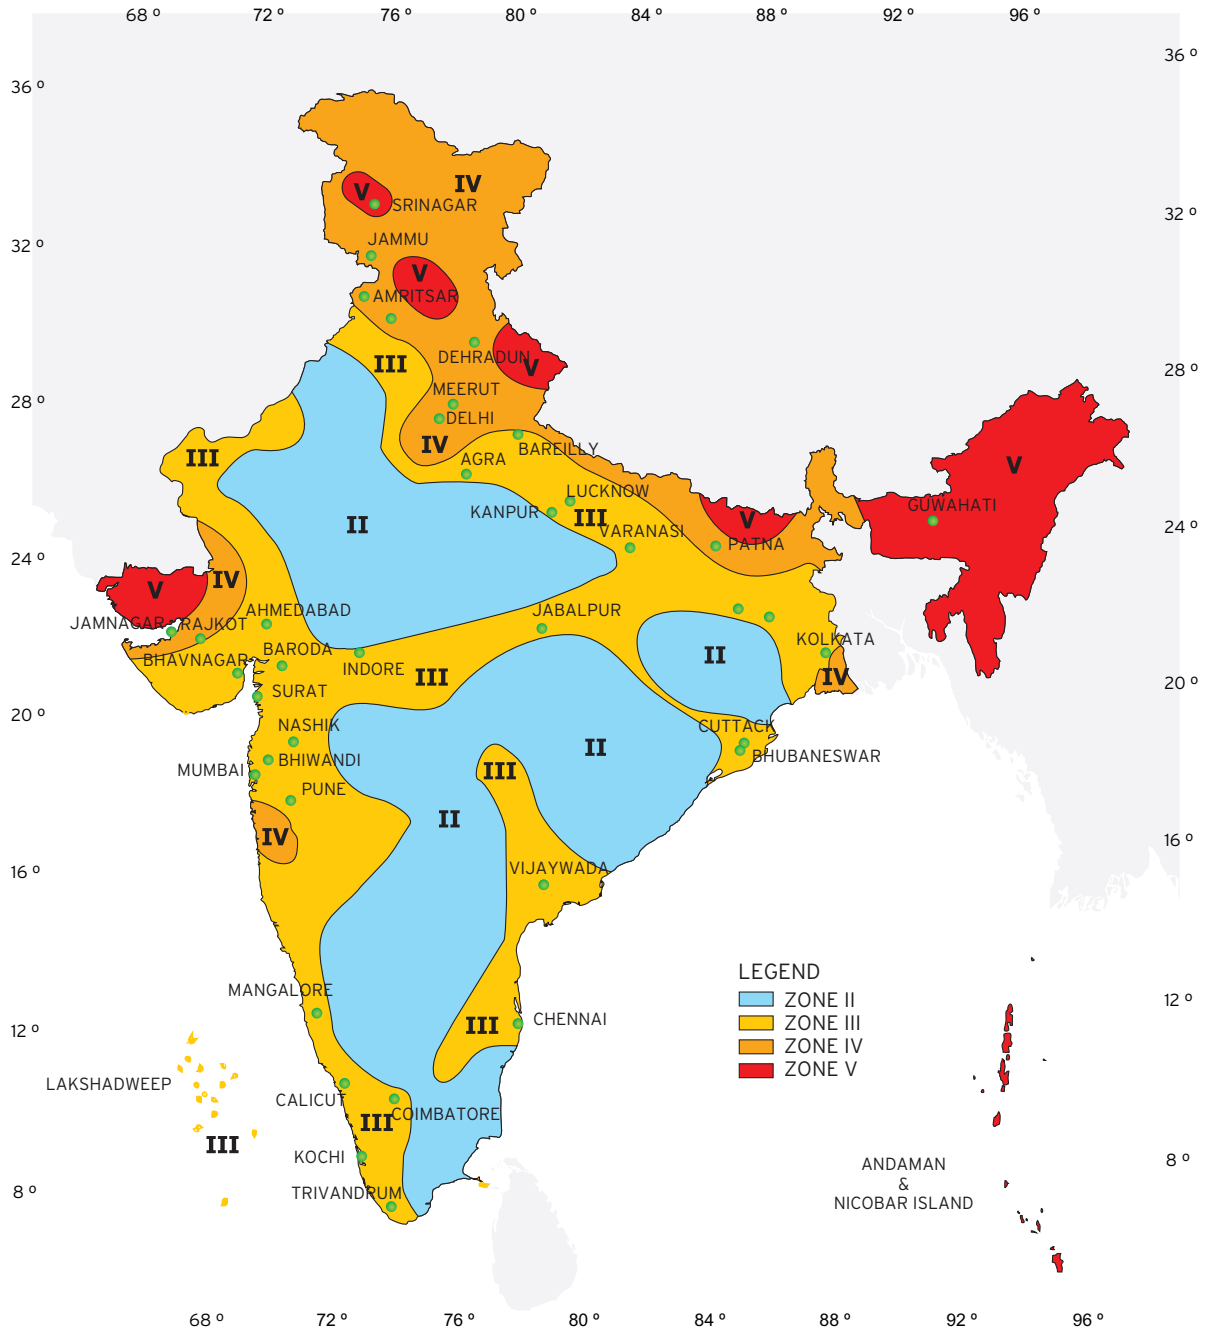 68 º 72 º 76 º 80 º 84 º 88 º 92 º 96 º
36 º
36 º
IV
V
SRINAGAR
32 º
JAMMU
32 º
V
AMRITSAR
DEHRADUN
III
V
28 º
MEERUT
28 º
DELHI
IV
BAREILLY
III
AGRA
V
LUCKNOW
GUWAHATI
KANPUR
III
II
V
24 º
VARANASI
PATNA
24 º
IV
V
AHMEDABAD
JABALPUR
JAMNAGAR
RAJKOT
KOLKATA
BARODA
II
BHAVNAGAR
INDORE
III
IV
20 º
SURAT
20 º
NASHIK
CUTTACK
II
BHIWANDI
BHUBANESWAR
MUMBAI
III
PUNE
II
IV
16 º
VIJAYWADA
16 º
LEGEND
MANGALORE
ZONE II
12 º
CHENNAI
ZONE III
III
12 º
ZONE IV
ZONE V
LAKSHADWEEP
CALICUT
COIMBATORE
III
III
KOCHI
8 º
ANDAMAN
&
NICOBAR ISLAND
8 º
TRIVANDRUM
68 º 72 º 76 º 80 º 84 º 88 º 92 º 96 º